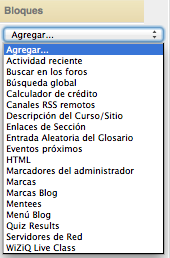 Bloques
Agregar...
Agregar...
Actividad reciente
Buscar en los foros
Búsqueda global
Calculador de crédito
Canales RSS remotos
Descripción del Curso/Sitio
Enlaces de Sección
Entrada Aleatoria del Glosario
Eventos próximos
HTML
Marcadores del administrador
Marcas
Marcas Blog
Mentees
Menú Blog
Quiz Results
Servidores de Red
WiZiQ Live Class